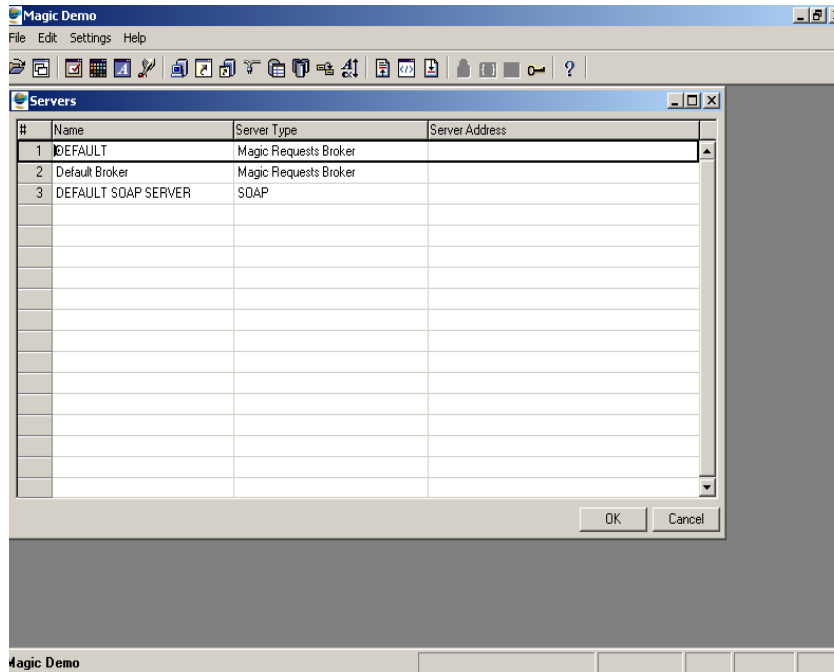 Magic Demo
File Edit Settings Help
Servers
# Name Server Type Server Address
1 DEFAULT Magic Requests Broker
2 Default Broker Magic Requests Broker
3 DEFAULT SOAP SERVER SOAP
OK Cancel
Magic Demo